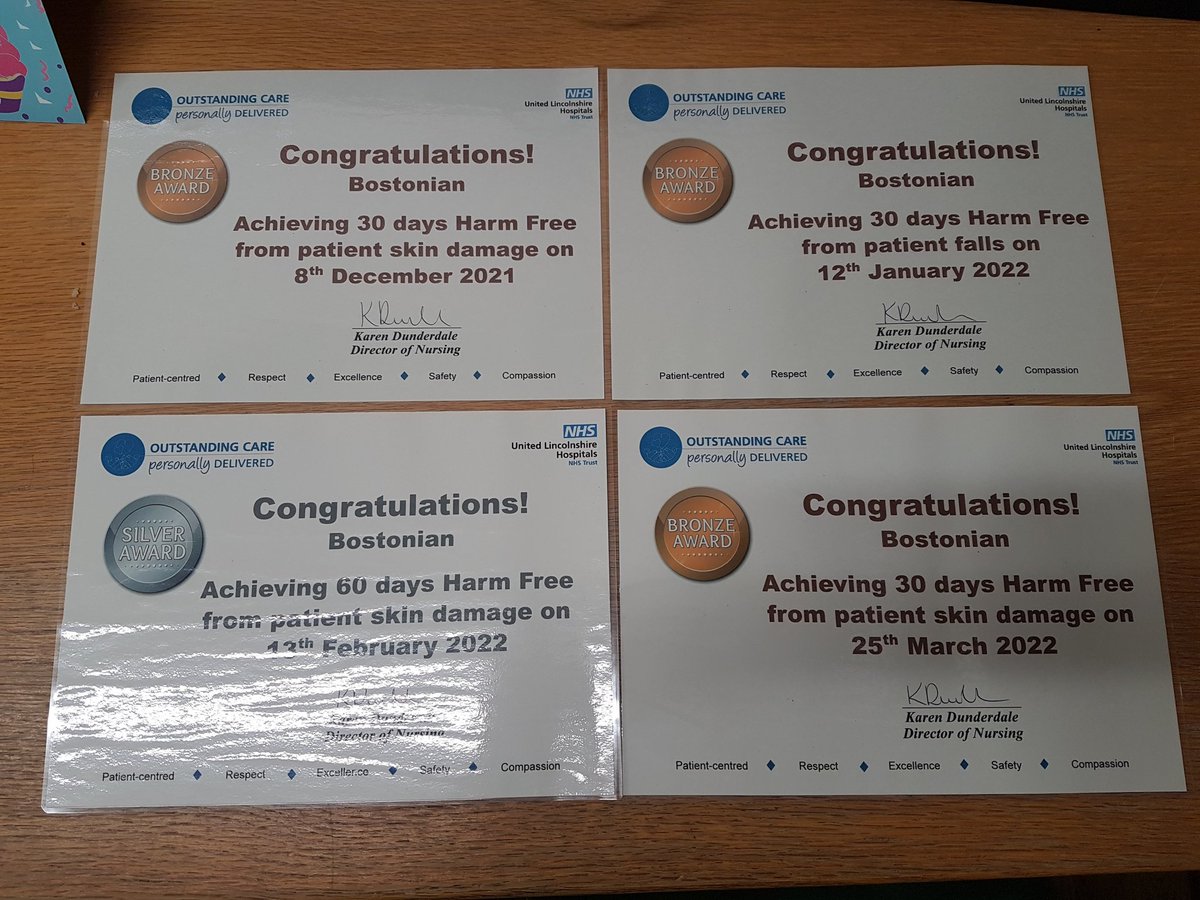 OUTSTANDING CARE
personally DELIVERED
NHS
United Lincolnshire
Hospitals
NHS Trust
BRONZE
AWARD
Congratulations!
Bostonian
Achieving 30 days Harm Free
from patient skin damage on
8th December 2021
Karen Dunderdale
Director of Nursing
Patient-centred ♦ Respect ♦ Excellence ♦ Safety ♦ Compassion
OUTSTANDING CARE
personally DELIVERED
NHS
United Lincolnshire
Hospitals
NHS Trust
BRONZE
AWARD
Congratulations!
Bostonian
Achieving 30 days Harm Free
from patient falls on
12th January 2022
Karen Dunderdale
Director of Nursing
Patient-centred ♦ Respect ♦ Excellence ♦ Safety ♦ Compassion
OUTSTANDING CARE
personally DELIVERED
NHS
United Lincolnshire
Hospitals
NHS Trust
SILVER
AWARD
Congratulations!
Bostonian
Achieving 60 days Harm Free
from patient skin damage on
13th February 2022
Karen
Director of Nursing
Patient-centred ♦ Respect ♦ Excellence ♦ Safety ♦ Compassion
OUTSTANDING CARE
personally DELIVERED
NHS
United Lincolnshire
Hospitals
NHS Trust
BRONZE
AWARD
Congratulations!
Bostonian
Achieving 30 days Harm Free
from patient skin damage on
25th March 2022
Karen Dunderdale
Director of Nursing
Patient-centred ♦ Respect ♦ Excellence ♦ Safety ♦ Compassion